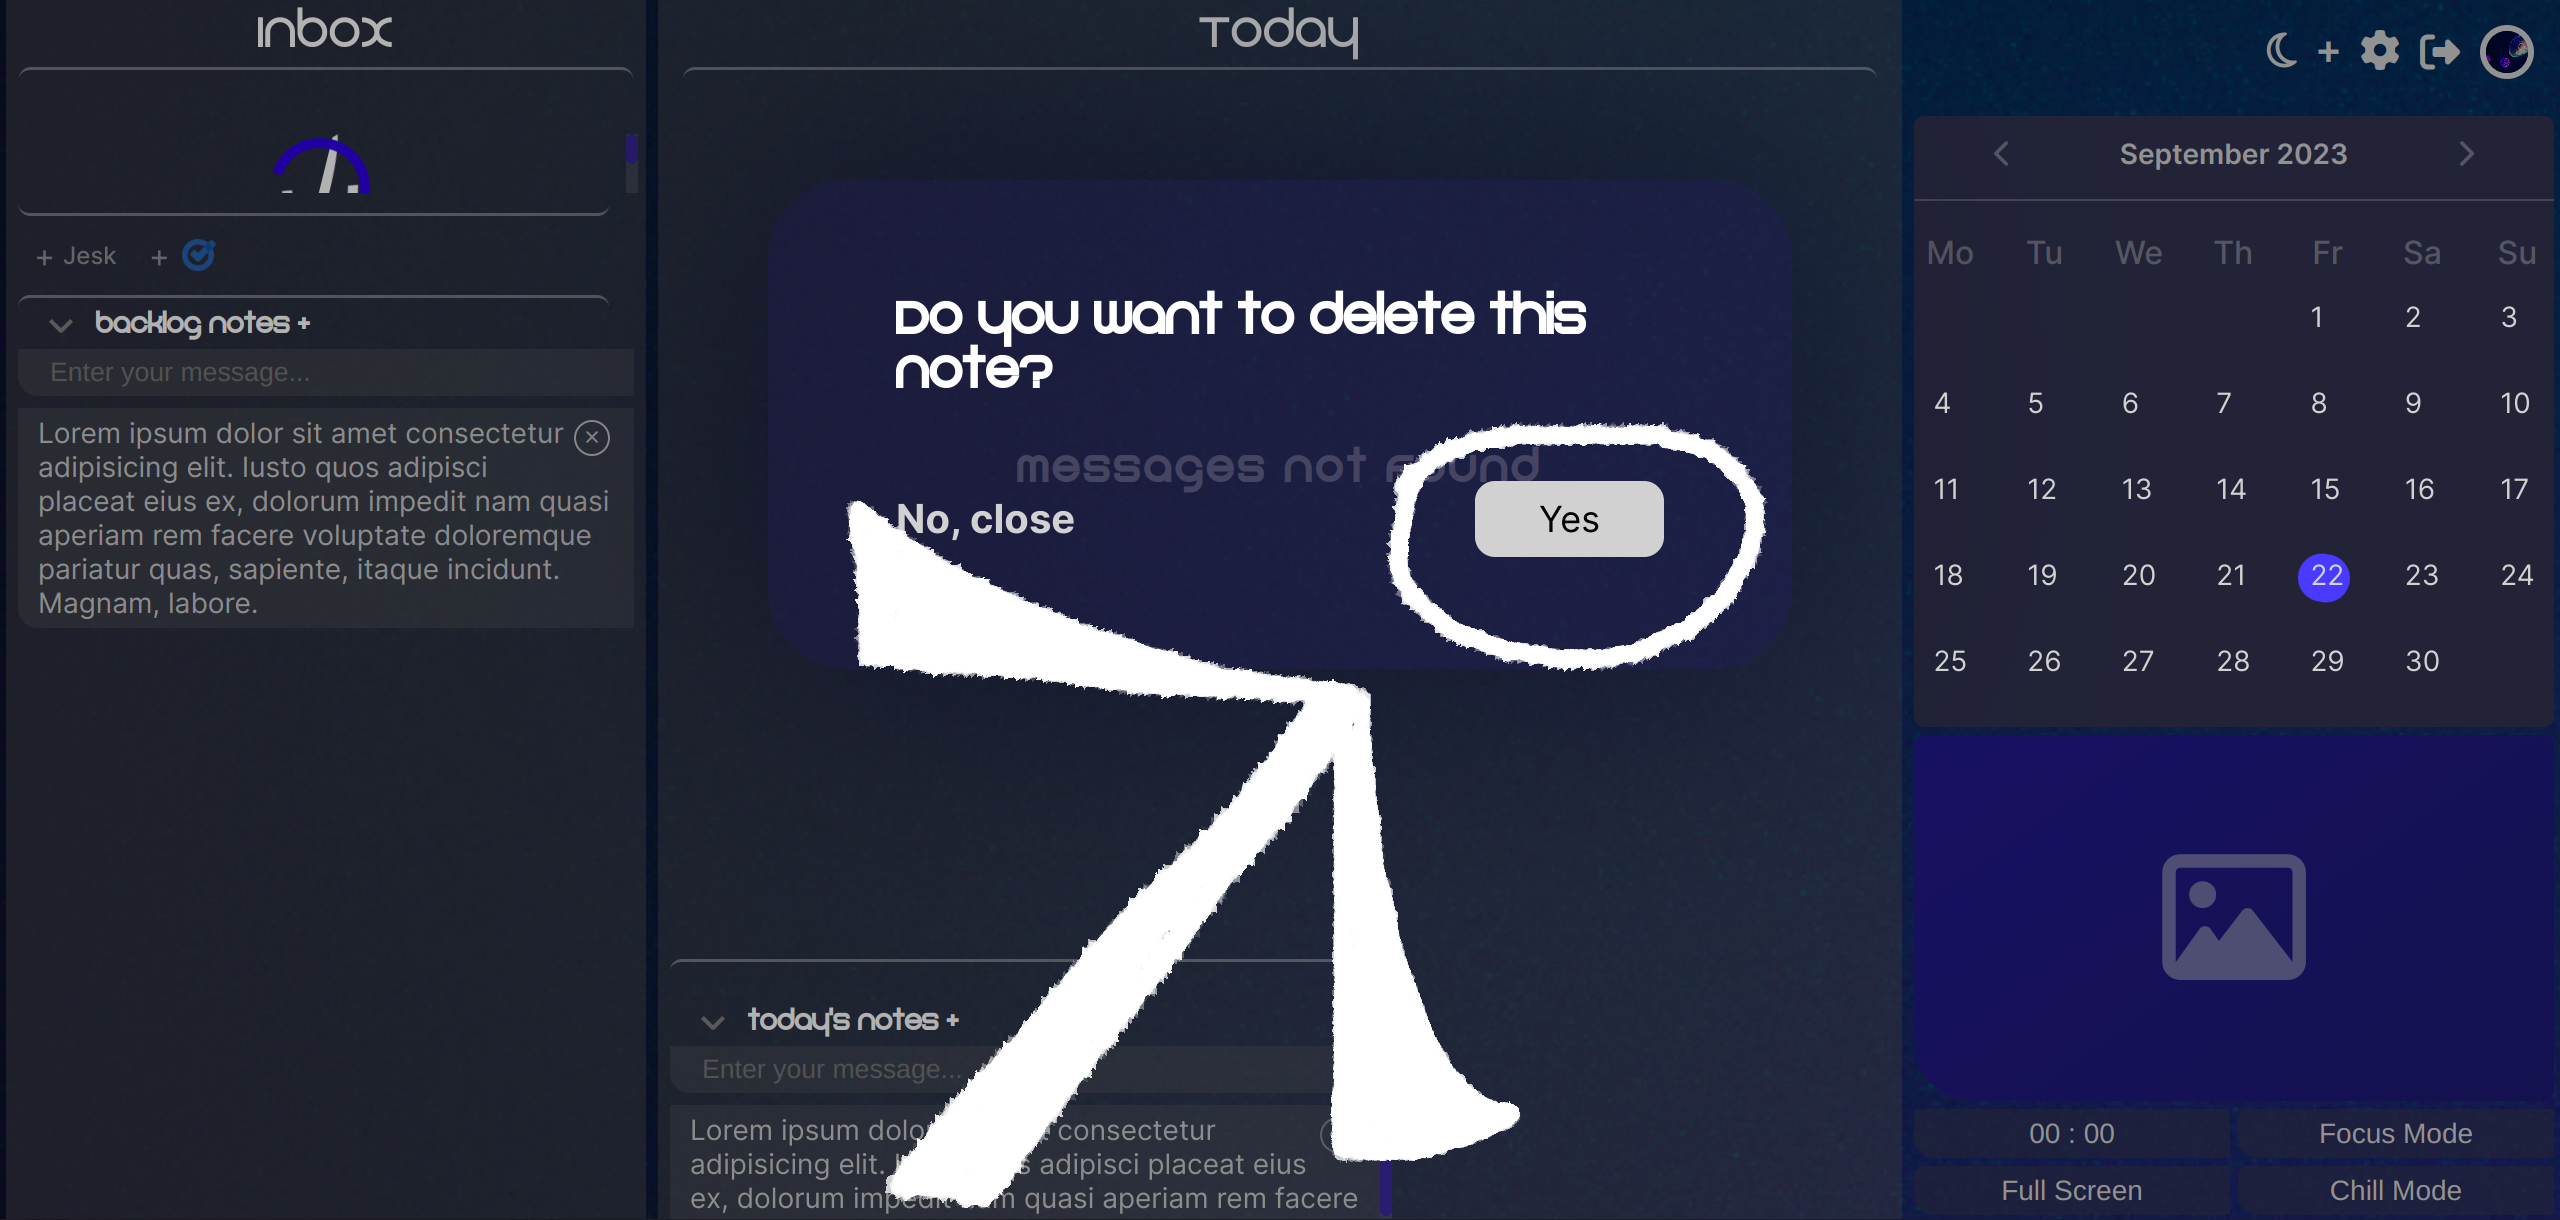 Inbox
+ Jesk +
backlog notes +
Enter your message...
Lorem ipsum dolor sit amet consectetur
adipisicing elit. Iusto quos adipisci
placeat eius ex, dolorum impedit nam quasi
aperiam rem facere voluptate doloremque
pariatur quas, sapiente, itaque incidunt.
Magnam, labore.
Today
Do you want to delete this
note?
messages not found
No, close
Yes
today's notes +
Enter your message...
Lorem ipsum consectetur
adipisicing elit. adipisci placeat eius
ex, dolorum quasi aperiam rem facere
September 2023
Mo Tu We Th Fr Sa Su
1 2 3
4 5 6 7 8 9 10
11 12 13 14 15 16 17
18 19 20 21 22 23 24
25 26 27 28 29 30
00 : 00
Focus Mode
Full Screen
Chill Mode